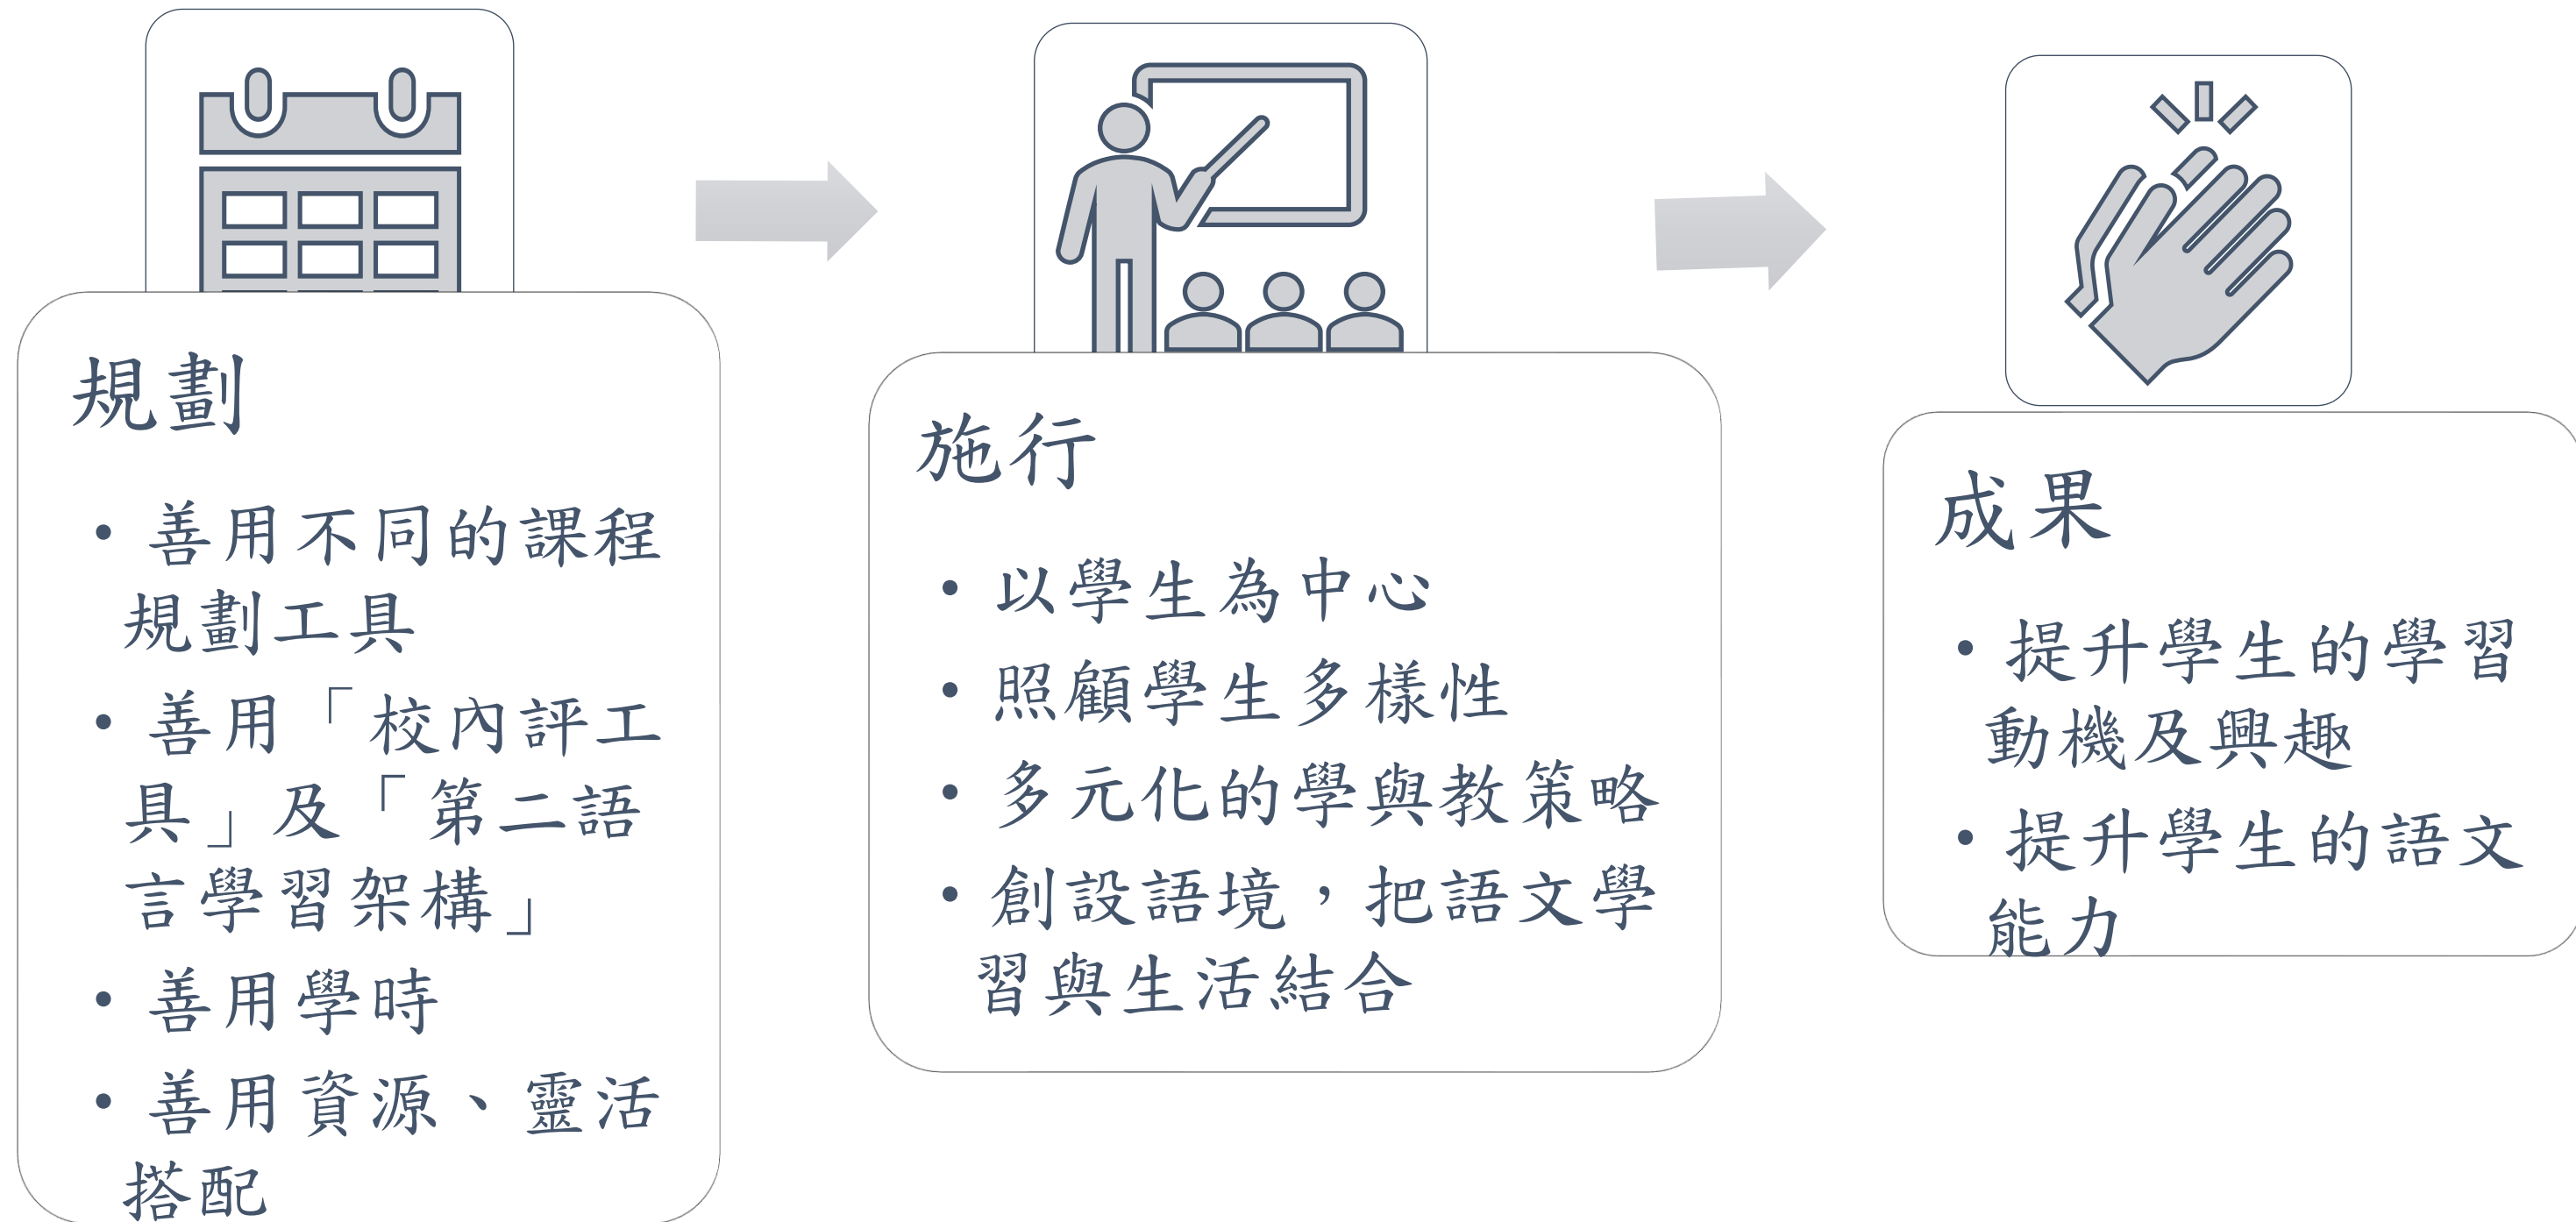 規劃
• 善用不同的課程
規劃工具
• 善用「校內評工
具」及「第二語
言學習架構」
• 善用學時
• 善用資源、靈活
搭配
施行
• 以學生為中心
• 照顧學生多樣性
• 多元化的學與教策略
• 創設語境，把語文學
習與生活結合
成果
• 提升學生的學習
動機及興趣
• 提升學生的語文
能力